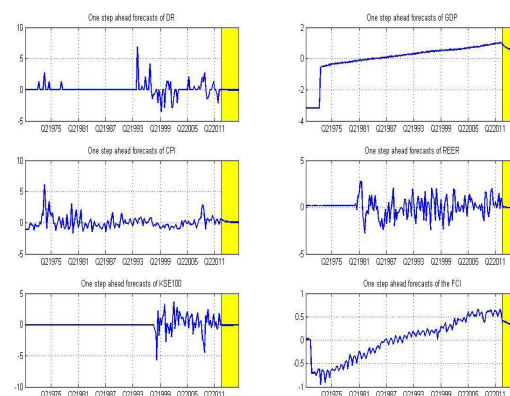 One step ahead forecasts of DR
10
5
0
-5
Q21975 Q21981 Q21987 Q21993 Q21999 Q22005 Q22011
One step ahead forecasts of GDP
2
0
-2
-4
Q21975 Q21981 Q21987 Q21993 Q21999 Q22005 Q22011
One step ahead forecasts of CPI
10
5
0
-5
Q21975 Q21981 Q21987 Q21993 Q21999 Q22005 Q22011
One step ahead forecasts of REER
5
0
-5
Q21975 Q21981 Q21987 Q21993 Q21999 Q22005 Q22011
One step ahead forecasts of KSE100
5
0
-5
-10
Q21975 Q21981 Q21987 Q21993 Q21999 Q22005 Q22011
One step ahead forecasts of the FCI
1
0.5
0
-0.5
-1
Q21975 Q21981 Q21987 Q21993 Q21999 Q22005 Q22011